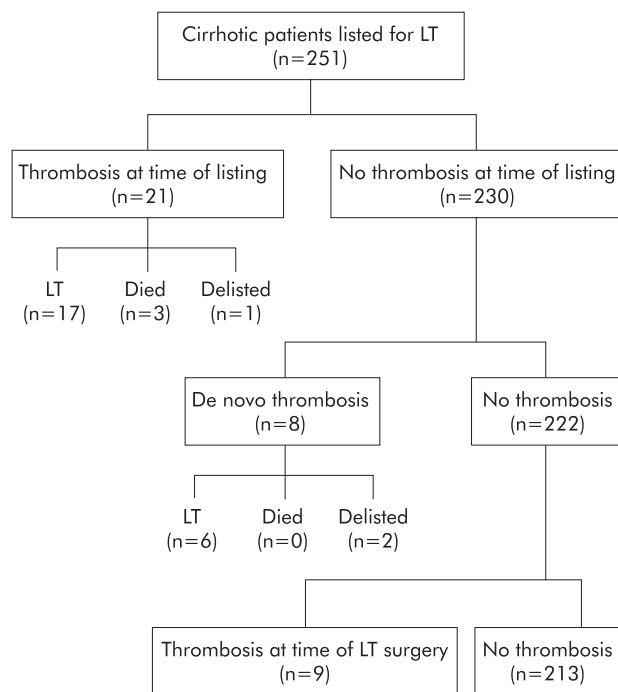 Cirrhotic patients listed for LT
(n=251)
Thrombosis at time of listing
(n=21)
No thrombosis at time of listing
(n=230)
LT
(n=17)
Died
(n=3)
Delisted
(n=1)
De novo thrombosis
(n=8)
No thrombosis
(n=222)
LT
(n=6)
Died
(n=0)
Delisted
(n=2)
Thrombosis at time of LT surgery
(n=9)
No thrombosis
(n=213)